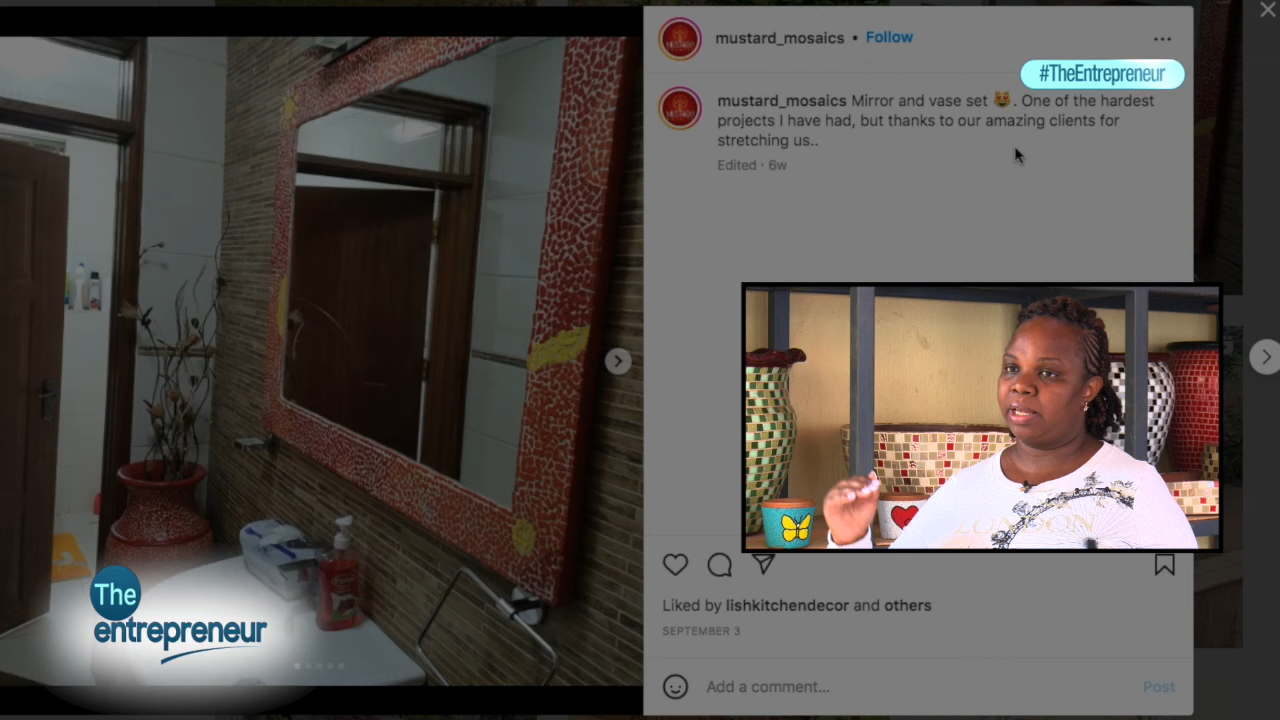 mustard_mosaics • Follow
#TheEntrepreneur
mustard_mosaics Mirror and vase set 😻. One of the hardest
projects I have had, but thanks to our amazing clients for
stretching us..
Edited · 6w
LONDON
Liked by lishkitchendecor and others
SEPTEMBER 3
Add a comment...
Post
The
entrepreneur